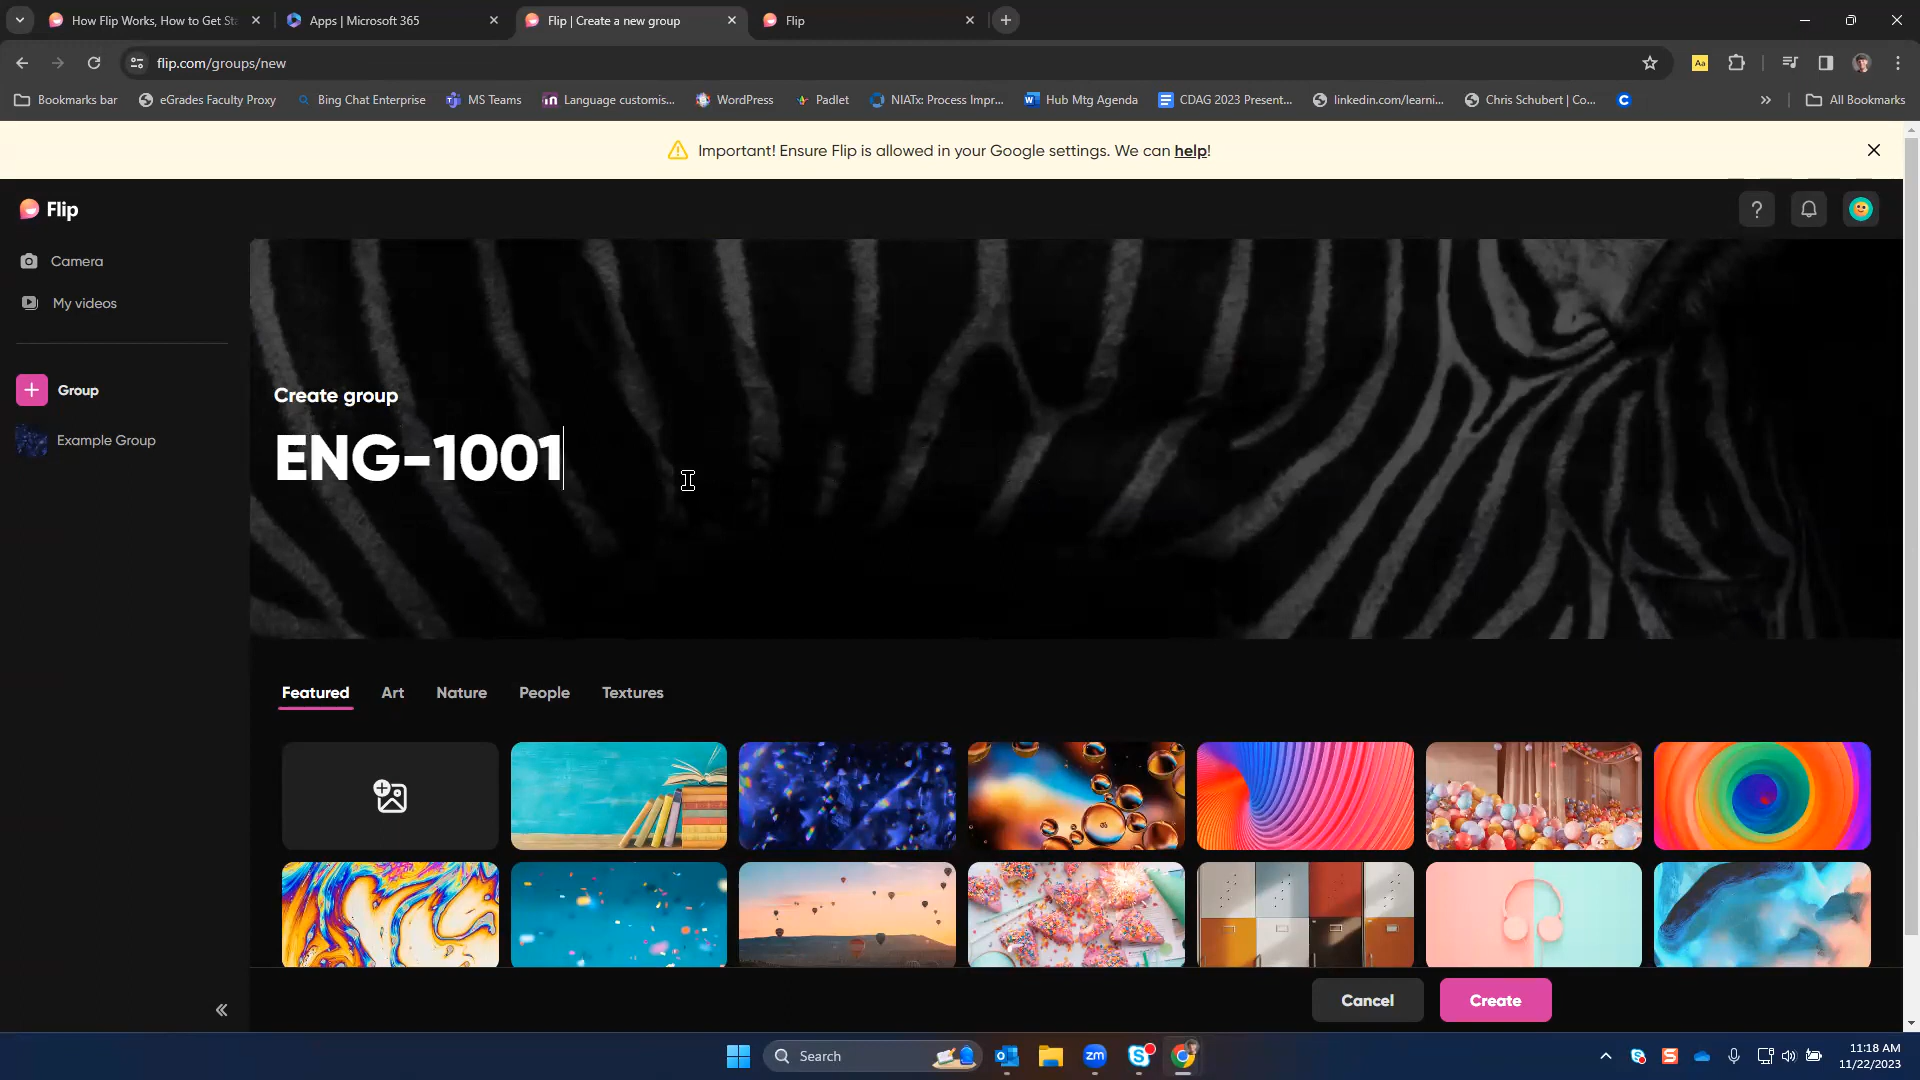 How Flip Works, How to Get St
Apps | Microsoft 365
Flip | Create a new group
Flip
flip.com/groups/new
Aa
Bookmarks bar
eGrades Faculty Proxy
Bing Chat Enterprise
MS Teams
Language customis...
WordPress
Padlet
NIATx: Process Impr...
Hub Mtg Agenda
CDAG 2023 Present...
linkedin.com/learni...
Chris Schubert | Co...
All Bookmarks
Important! Ensure Flip is allowed in your Google settings. We can help!
Flip
Camera
My videos
Group
Example Group
Create group
ENG-1001
Featured
Art
Nature
People
Textures
Cancel
Create
Search
zm
11:18 AM
11/22/2023